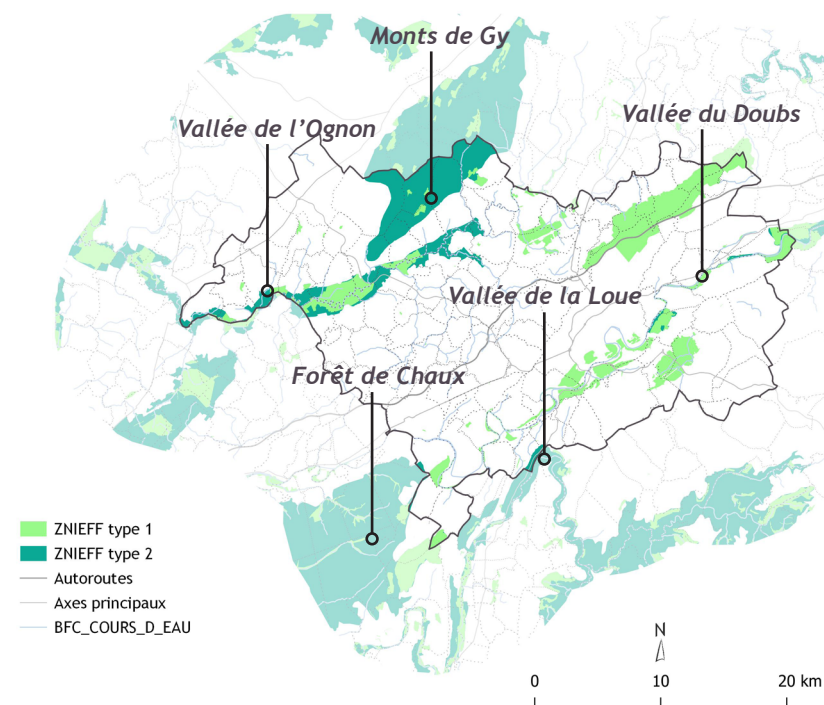 Monts de Gy
Vallée de l’Ognon
Vallée du Doubs
Vallée de la Loue
Forêt de Chaux
ZNIEFF type 1
ZNIEFF type 2
Autoroutes
Axes principaux
BFC_COURS_D_EAU
N
0 10 20 km